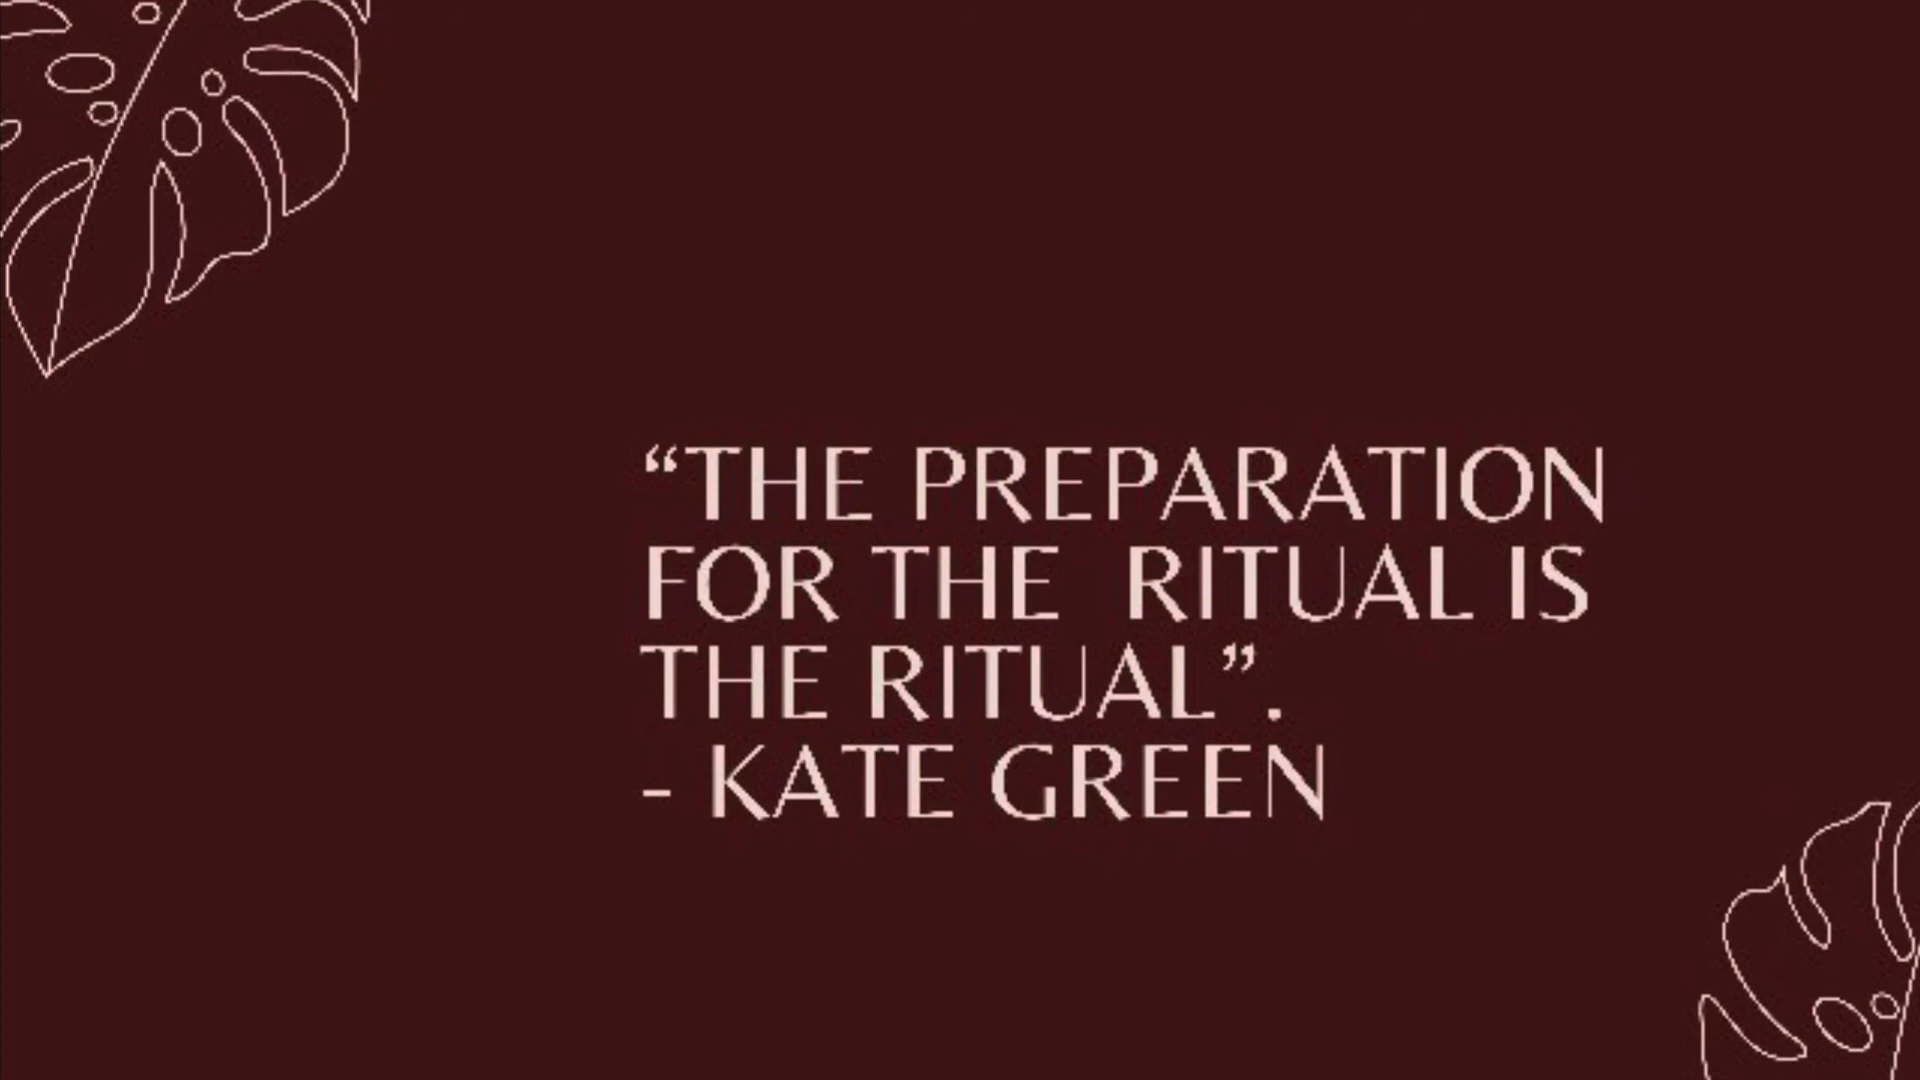 “THE PREPARATION
FOR THE  RITUAL IS
THE RITUAL”.
- KATE GREEN